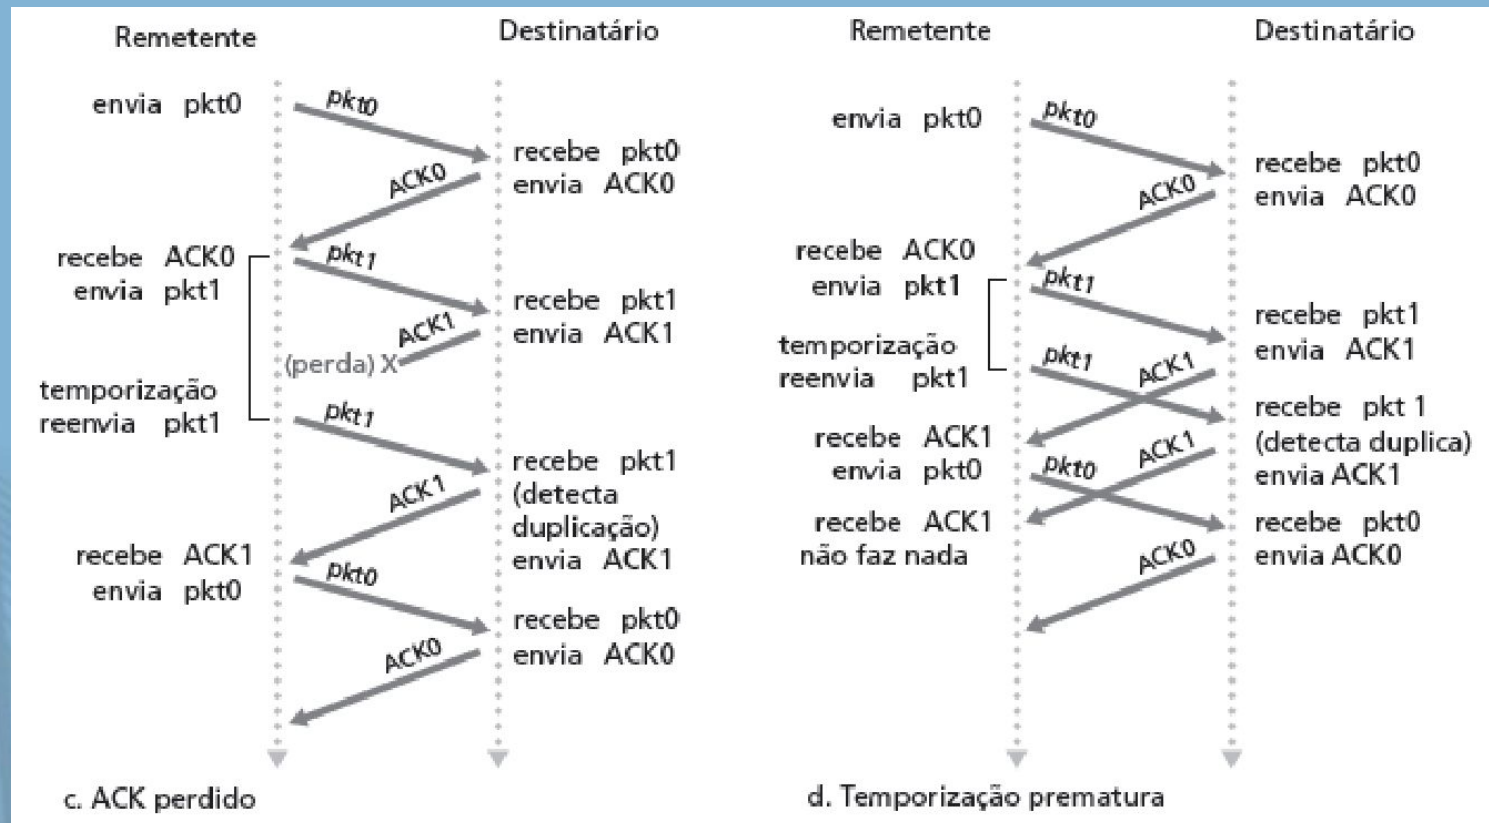 Remetente
Destinatário
envia pkt0
pkt0
recebe pkt0
envia ACK0
ACK0
recebe ACK0
envia pkt1
pkt1
recebe pkt1
envia ACK1
ACK1
(perda) X
temporização
reenvia pkt1
pkt1
recebe pkt1
(detecta
duplicação)
envia ACK1
ACK1
recebe ACK1
envia pkt0
pkt0
recebe pkt0
envia ACK0
ACK0
c. ACK perdido
Remetente
Destinatário
envia pkt0
pkt0
recebe pkt0
envia ACK0
ACK0
recebe ACK0
envia pkt1
pkt1
recebe pkt1
envia ACK1
temporização
reenvia pkt1
pkt1
ACK1
recebe pkt 1
(detecta duplica)
envia ACK1
recebe ACK1
envia pkt0
pkt0
ACK1
recebe ACK1
não faz nada
recebe pkt0
envia ACK0
ACK0
d. Temporização prematura